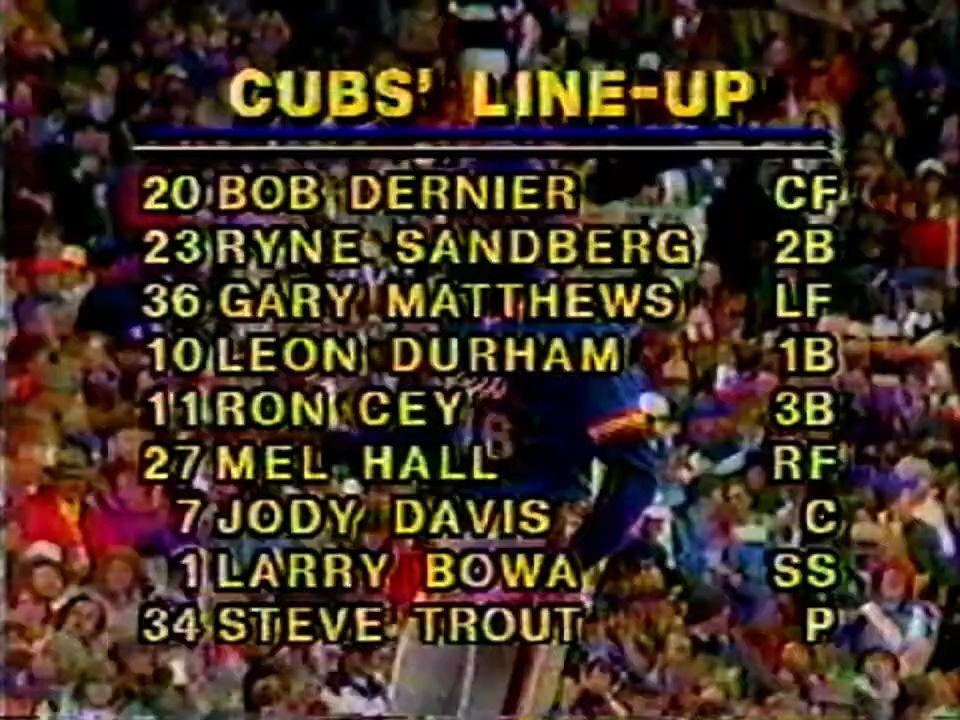 CUBS' LINE-UP
20 BOB DERNIER CF
23 RYNE SANDBERG 2B
36 GARY MATTHEWS LF
10 LEON DURHAM 1B
11 RON CEY 3B
27 MEL HALL RF
7 JODY DAVIS C
1 LARRY BOWA SS
34 STEVE TROUT P